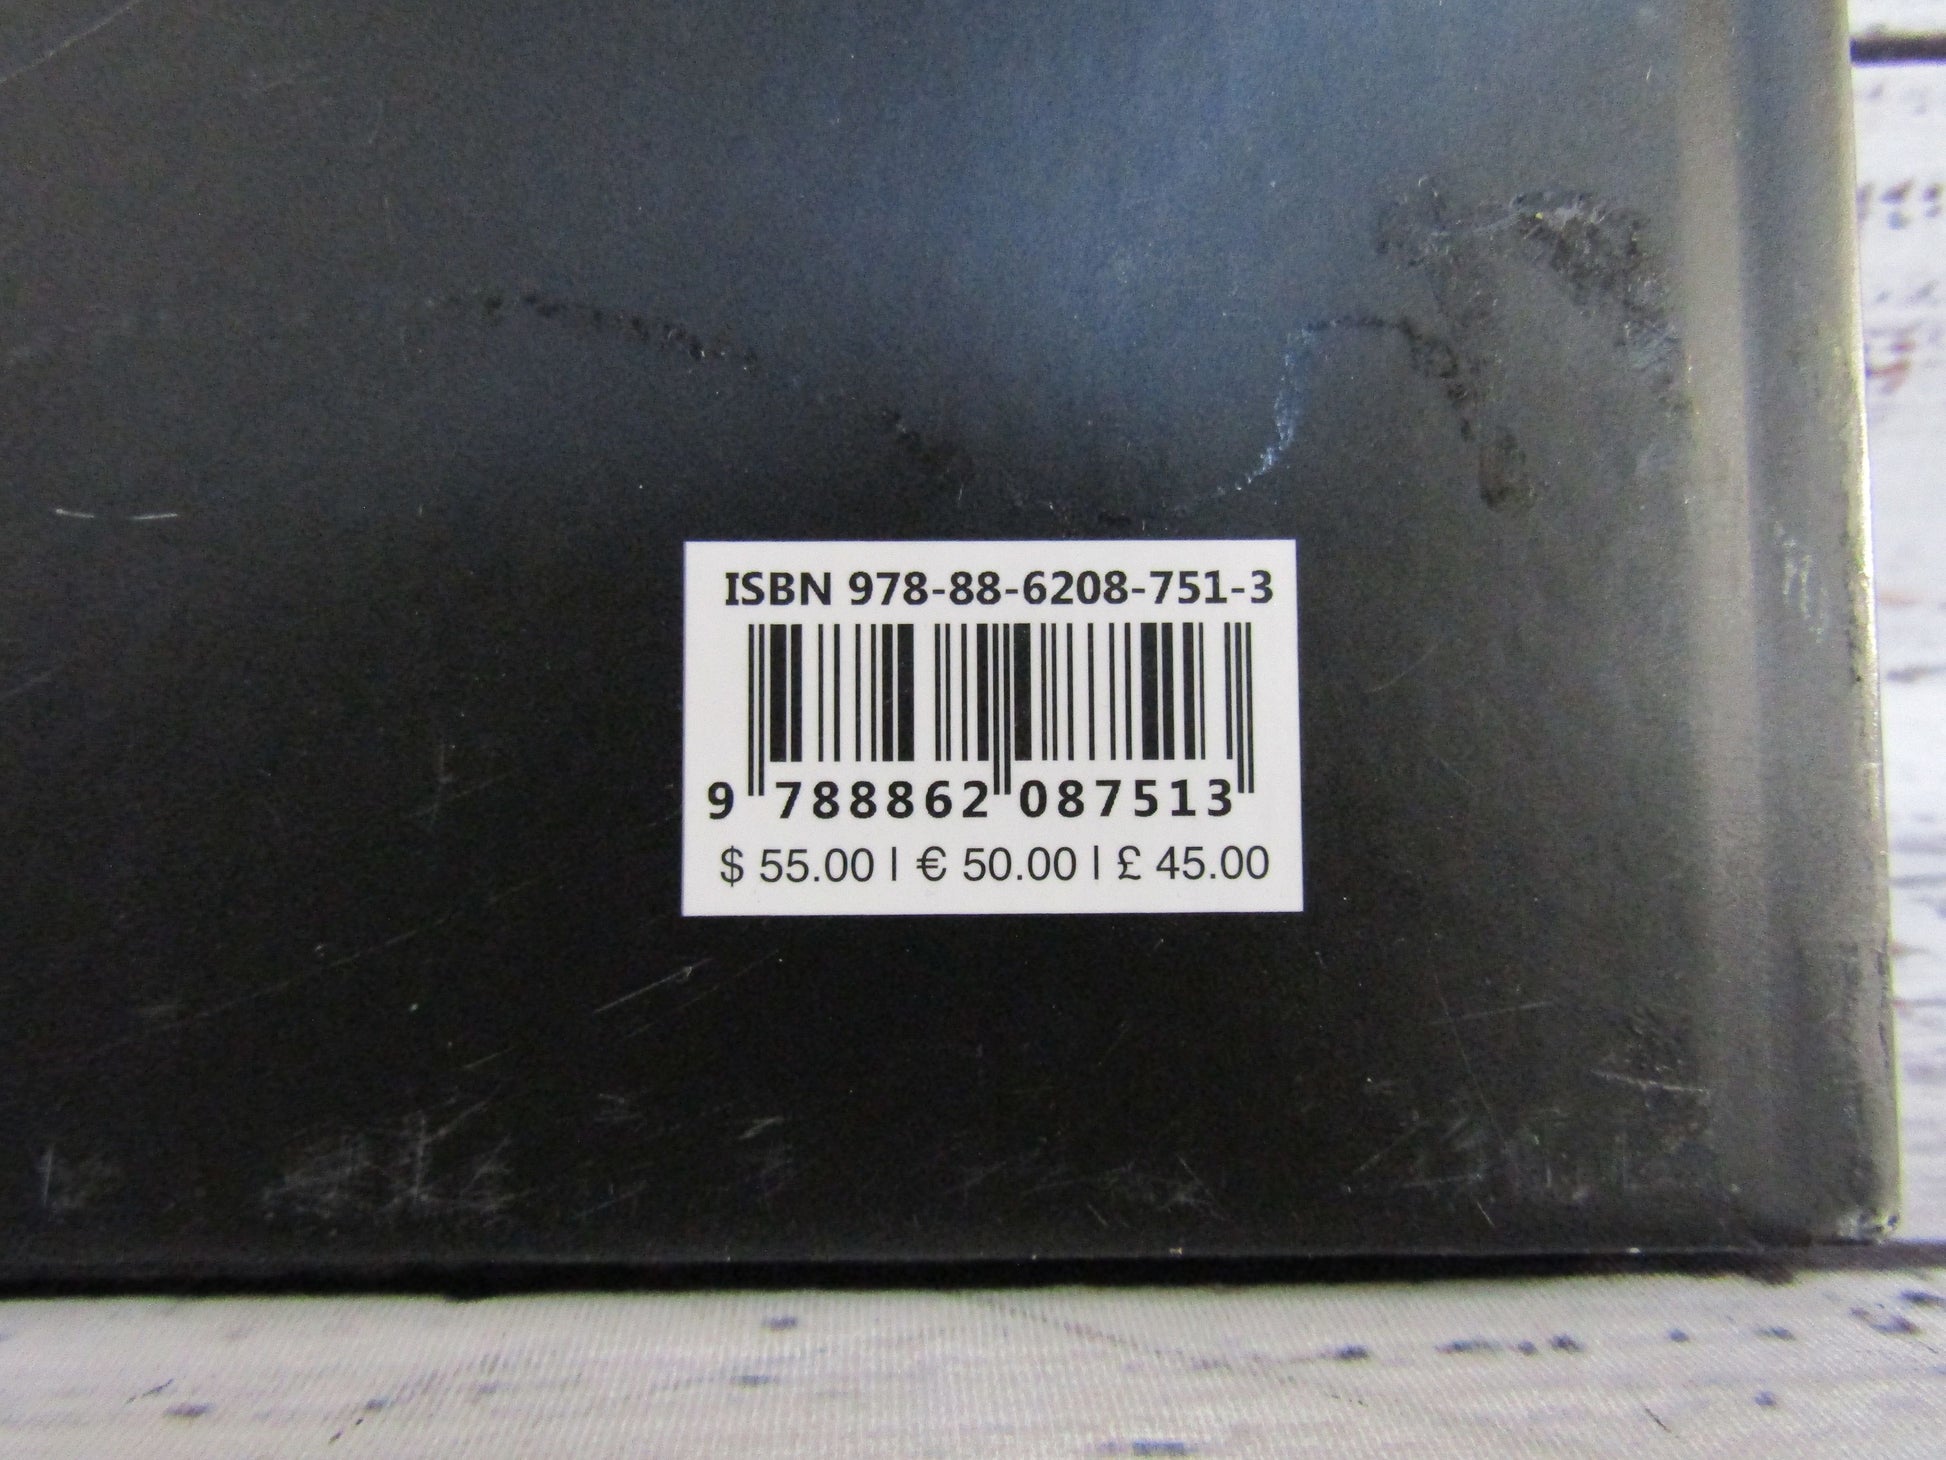 ISBN 978-88-6208-751-3
9 788862 087513
$ 55.00 | € 50.00 | £ 45.00